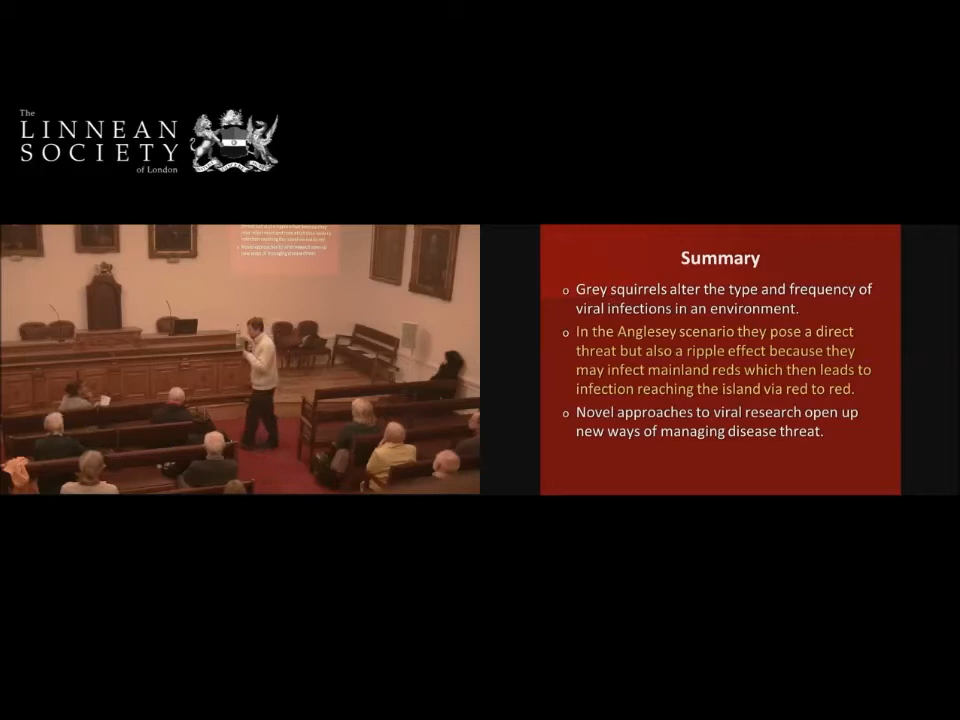 The
LINNEAN
SOCIETY
of London
Summary
o Grey squirrels alter the type and frequency of
viral infections in an environment.
o In the Anglesey scenario they pose a direct
threat but also a ripple effect because they
may infect mainland reds which then leads to
infection reaching the island via red to red.
o Novel approaches to viral research open up
new ways of managing disease threat.